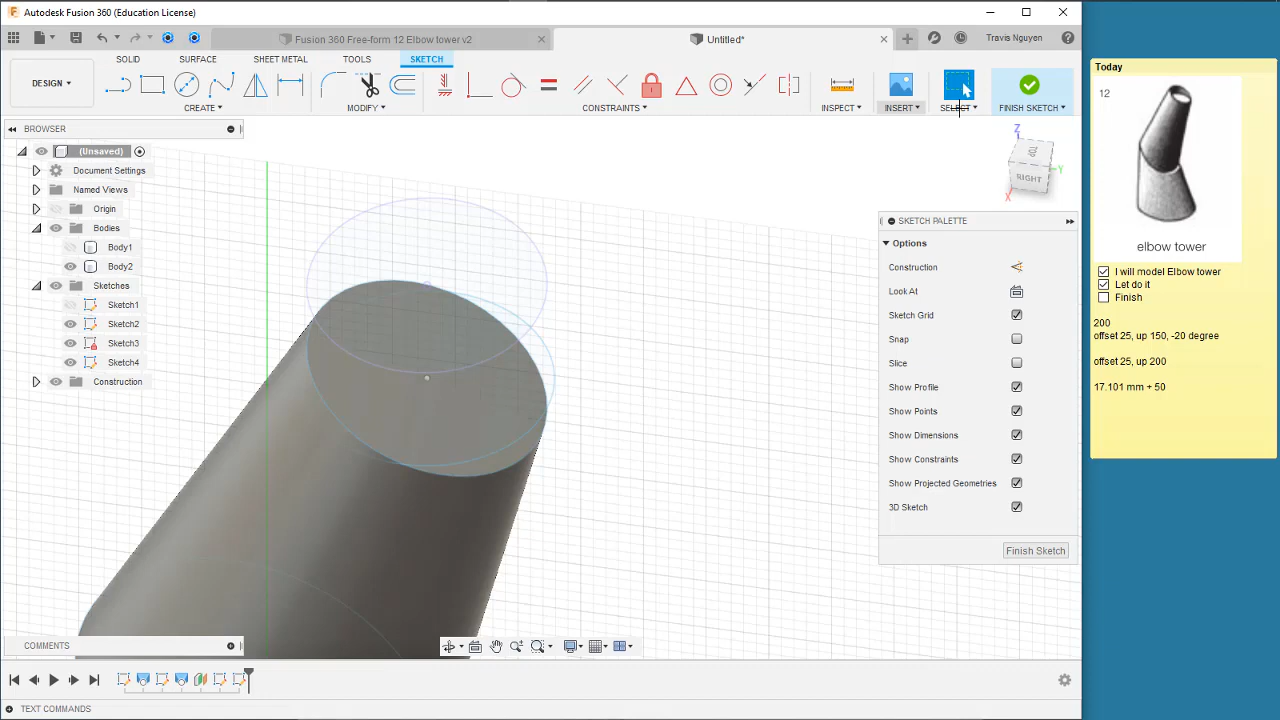 Autodesk Fusion 360 (Education License)
Fusion 360 Free-form 12 Elbow tower v2
Untitled*
Travis Nguyen
DESIGN
SOLID
SURFACE
SHEET METAL
TOOLS
SKETCH
CREATE
MODIFY
CONSTRAINTS
INSPECT
INSERT
SELECT
FINISH SKETCH
BROWSER
(Unsaved)
Document Settings
Named Views
Origin
Bodies
Body1
Body2
Sketches
Sketch1
Sketch2
Sketch3
Sketch4
Construction
Z
Y
X
TOP
RIGHT
SKETCH PALETTE
Options
Construction
Look At
Sketch Grid
Snap
Slice
Show Profile
Show Points
Show Dimensions
Show Constraints
Show Projected Geometries
3D Sketch
Finish Sketch
COMMENTS
TEXT COMMANDS
Today
12
elbow tower
I will model Elbow tower
Let do it
Finish
200
offset 25, up 150, -20 degree
offset 25, up 200
17.101 mm + 50